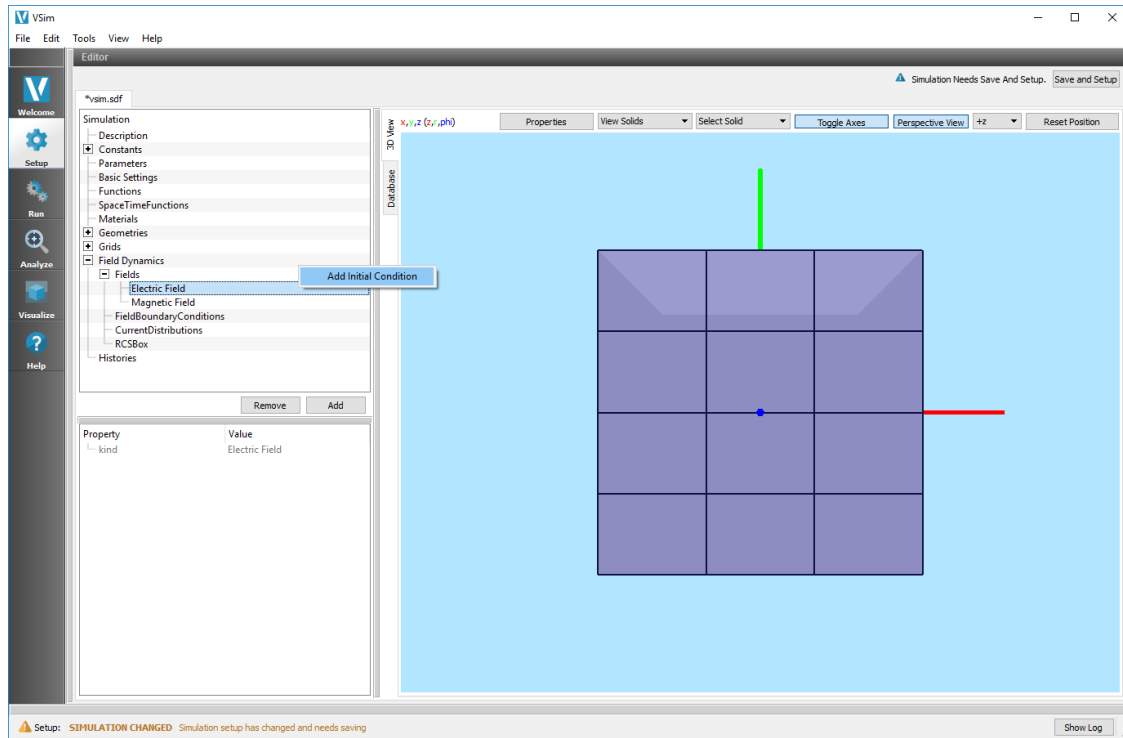 VSim
File Edit Tools View Help
Editor
Simulation Needs Save And Setup. Save and Setup
*vsim.sdf
Welcome
Setup
Run
Analyze
Visualize
Help
Simulation
Description
Constants
Parameters
Basic Settings
Functions
SpaceTimeFunctions
Materials
Geometries
Grids
Field Dynamics
Fields
Electric Field
Magnetic Field
FieldBoundaryConditions
CurrentDistributions
RCSBox
Histories
Add Initial Condition
Remove Add
Property Value
kind Electric Field
3D View
Database
x,y,z (z,r,phi) Properties View Solids Select Solid Toggle Axes Perspective View +z Reset Position
Setup: SIMULATION CHANGED Simulation setup has changed and needs saving Show Log